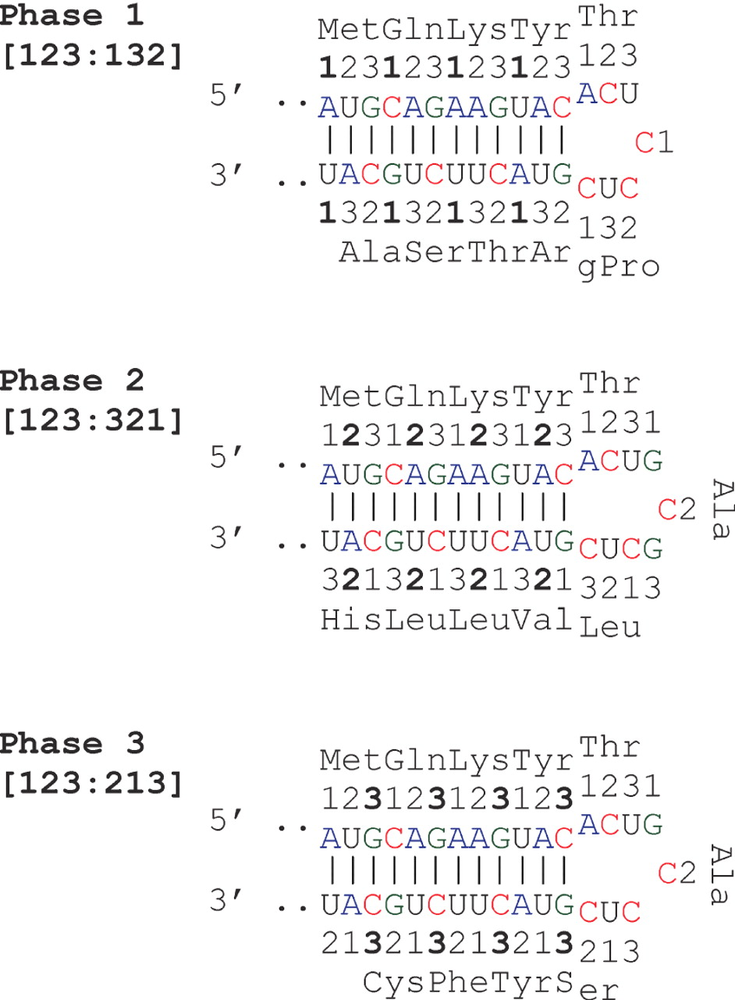 Phase 1
[123:132]
MetGlnLysTyr Thr
123123123123 123
5′ ..AUGCAGAAGUAC ACU
C1
3′ ..UACGUCUUCAUG CUC
132132132132 132
AlaSerThrAr gPro
Phase 2
[123:321]
MetGlnLysTyr Thr
123123123123 1231
5′ ..AUGCAGAAGUAC ACUG
C2 Ala
3′ ..UACGUCUUCAUG CUCG
321321321321 3213
HisLeuLeuVal Leu
Phase 3
[123:213]
MetGlnLysTyr Thr
123123123123 1231
5′ ..AUGCAGAAGUAC ACUG
C2 Ala
3′ ..UACGUCUUCAUG CUC
213213213213 213
CysPheTyrS er